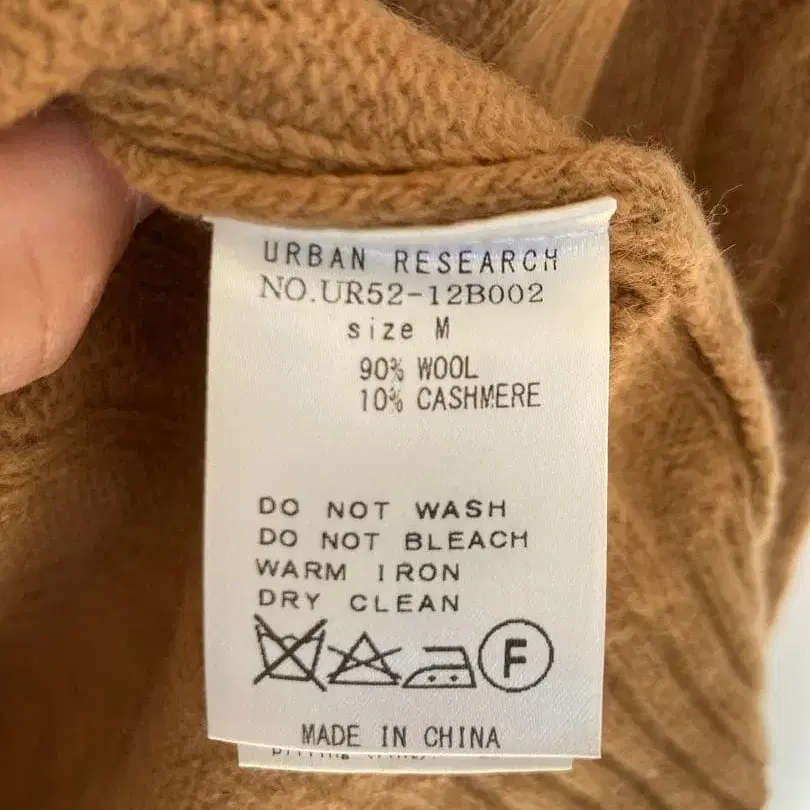 URBAN RESEARCH
NO.UR52-12B002
size M
90% WOOL
10% CASHMERE
DO NOT WASH
DO NOT BLEACH
WARM IRON
DRY CLEAN
F
MADE IN CHINA